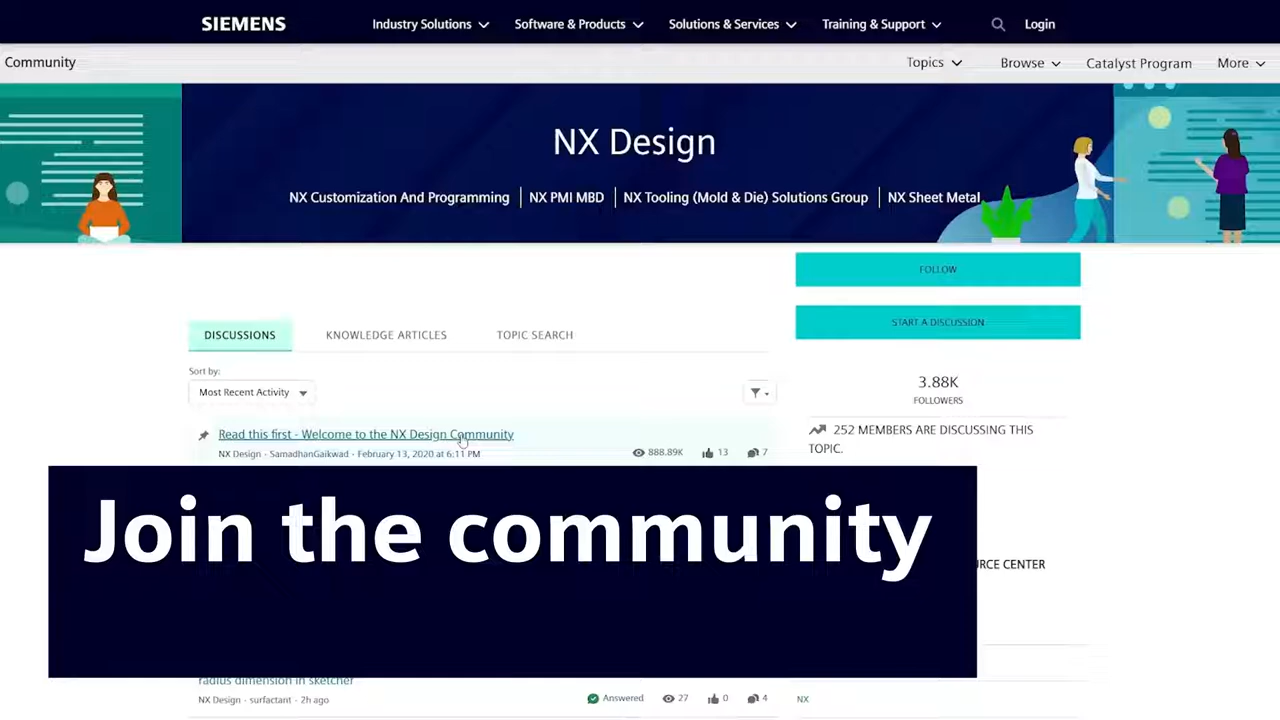 SIEMENS
Industry Solutions
Software & Products
Solutions & Services
Training & Support
Login
Community
Topics
Browse
Catalyst Program
More
NX Design
NX Customization And Programming
NX PMI MBD
NX Tooling (Mold & Die) Solutions Group
NX Sheet Metal
FOLLOW
START A DISCUSSION
DISCUSSIONS
KNOWLEDGE ARTICLES
TOPIC SEARCH
Sort by:
Most Recent Activity
3.88K
FOLLOWERS
252 MEMBERS ARE DISCUSSING THIS
TOPIC.
Read this first - Welcome to the NX Design Community
NX Design · SamadhanGaikwad · February 13, 2020 at 6:11 PM
888.89K
13
7
Join the community
RCE CENTER
radius dimension in sketcher
NX Design · surfactant · 2h ago
Answered
27
0
4
NX